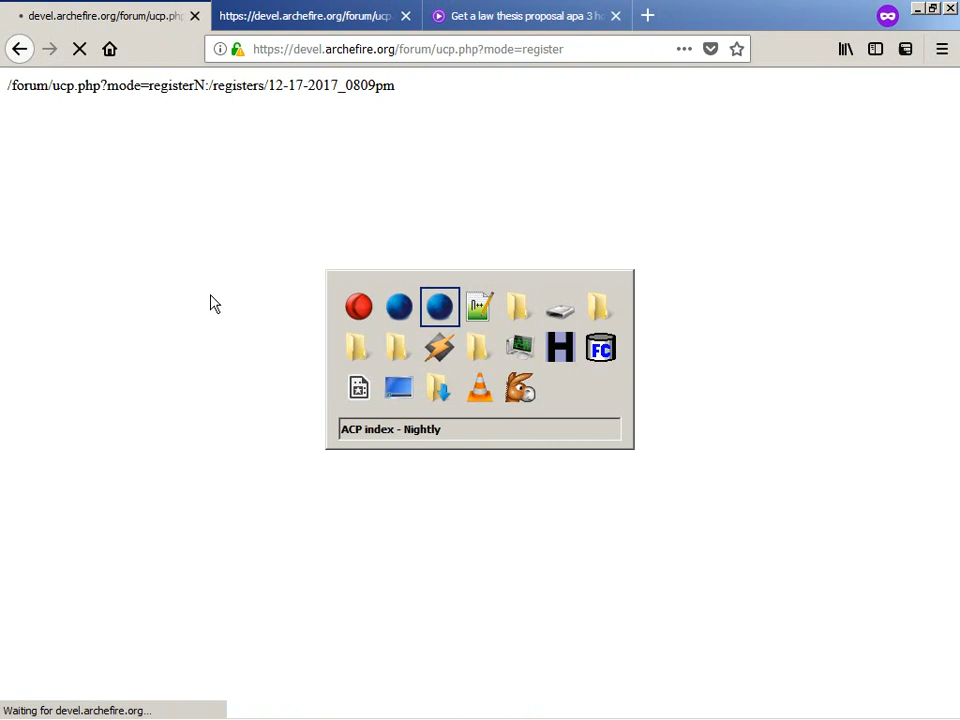 devel.archefire.org/forum/ucp.ph
https://devel.archefire.org/forum/ucp.
Get a law thesis proposal apa 3 h
https://devel.archefire.org/forum/ucp.php?mode=register
/forum/ucp.php?mode=registerN:/registers/12-17-2017_0809pm
n++
H
FC
ACP index - Nightly
Waiting for devel.archefire.org...